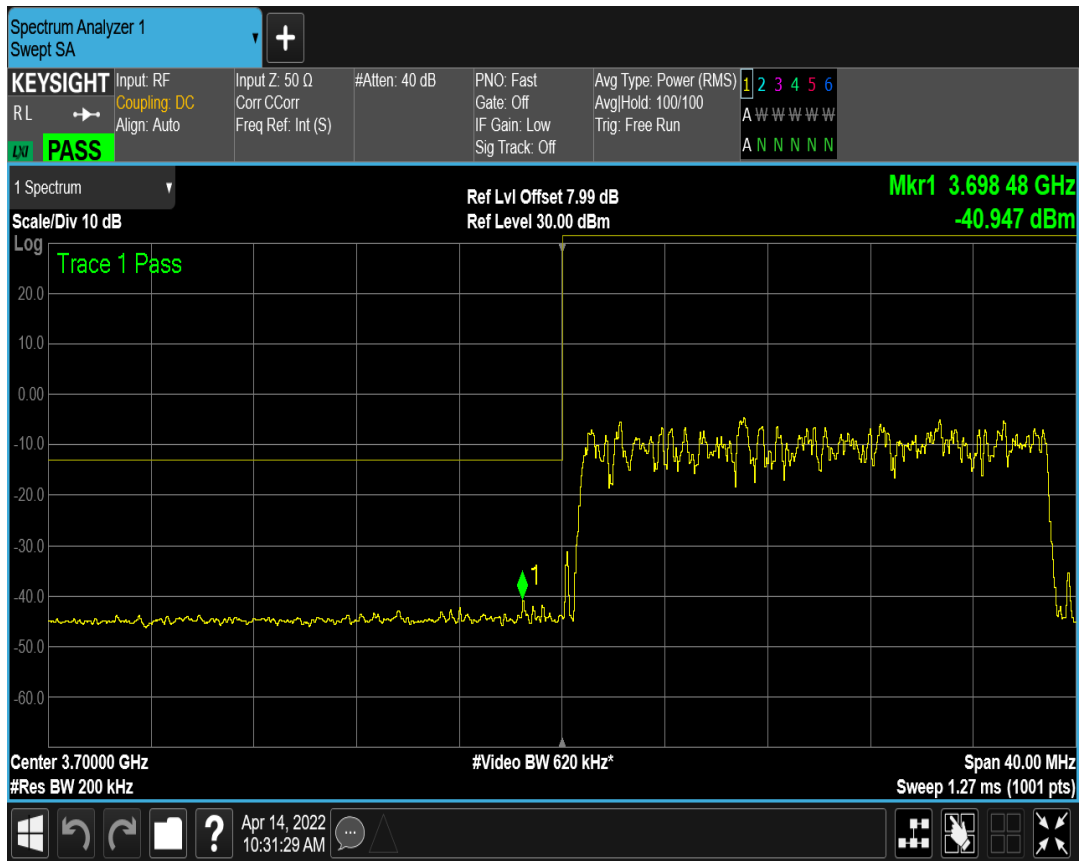 Spectrum Analyzer 1
Swept SA
+
KEYSIGHT
R L
LXI PASS
Input: RF
Coupling: DC
Align: Auto
Input Z: 50 Ω
Corr CCorr
Freq Ref: Int (S)
#Atten: 40 dB
PNO: Fast
Gate: Off
IF Gain: Low
Sig Track: Off
Avg Type: Power (RMS)
Avg|Hold: 100/100
Trig: Free Run
1 2 3 4 5 6
A W W W W W
A N N N N N
1 Spectrum
Scale/Div 10 dB
Ref Lvl Offset 7.99 dB
Ref Level 30.00 dBm
Mkr1 3.698 48 GHz
-40.947 dBm
Log
Trace 1 Pass
20.0
10.0
0.00
-10.0
-20.0
-30.0
-40.0
-50.0
-60.0
1
Center 3.70000 GHz
#Res BW 200 kHz
#Video BW 620 kHz*
Span 40.00 MHz
Sweep 1.27 ms (1001 pts)
?
Apr 14, 2022
10:31:29 AM